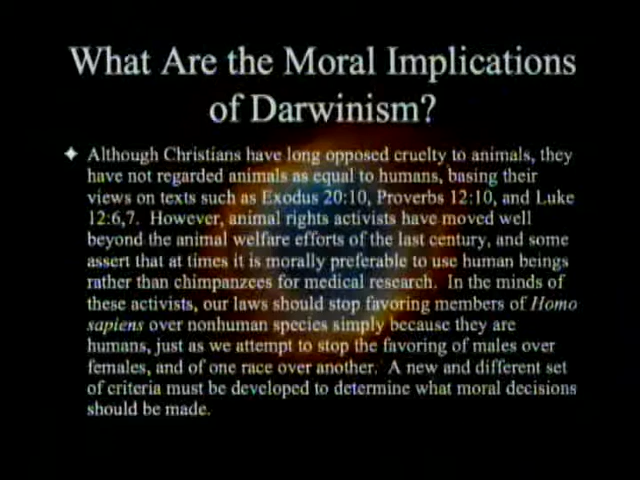 What Are the Moral Implications
of Darwinism?
✦ Although Christians have long opposed cruelty to animals, they
have not regarded animals as equal to humans, basing their
views on texts such as Exodus 20:10, Proverbs 12:10, and Luke
12:6,7. However, animal rights activists have moved well
beyond the animal welfare efforts of the last century, and some
assert that at times it is morally preferable to use human beings
rather than chimpanzees for medical research. In the minds of
these activists, our laws should stop favoring members of Homo
sapiens over nonhuman species simply because they are
humans, just as we attempt to stop the favoring of males over
females, and of one race over another. A new and different set
of criteria must be developed to determine what moral decisions
should be made.